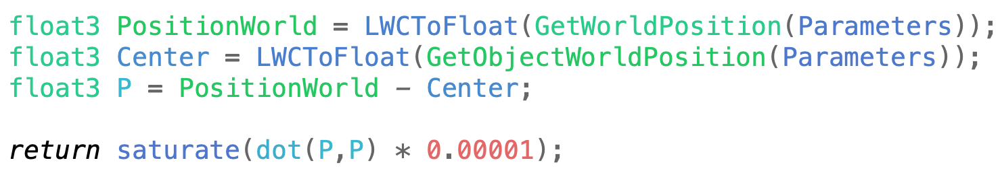 float3 PositionWorld = LWCToFloat(GetWorldPosition(Parameters));
float3 Center = LWCToFloat(GetObjectWorldPosition(Parameters));
float3 P = PositionWorld - Center;
return saturate(dot(P,P) * 0.00001);